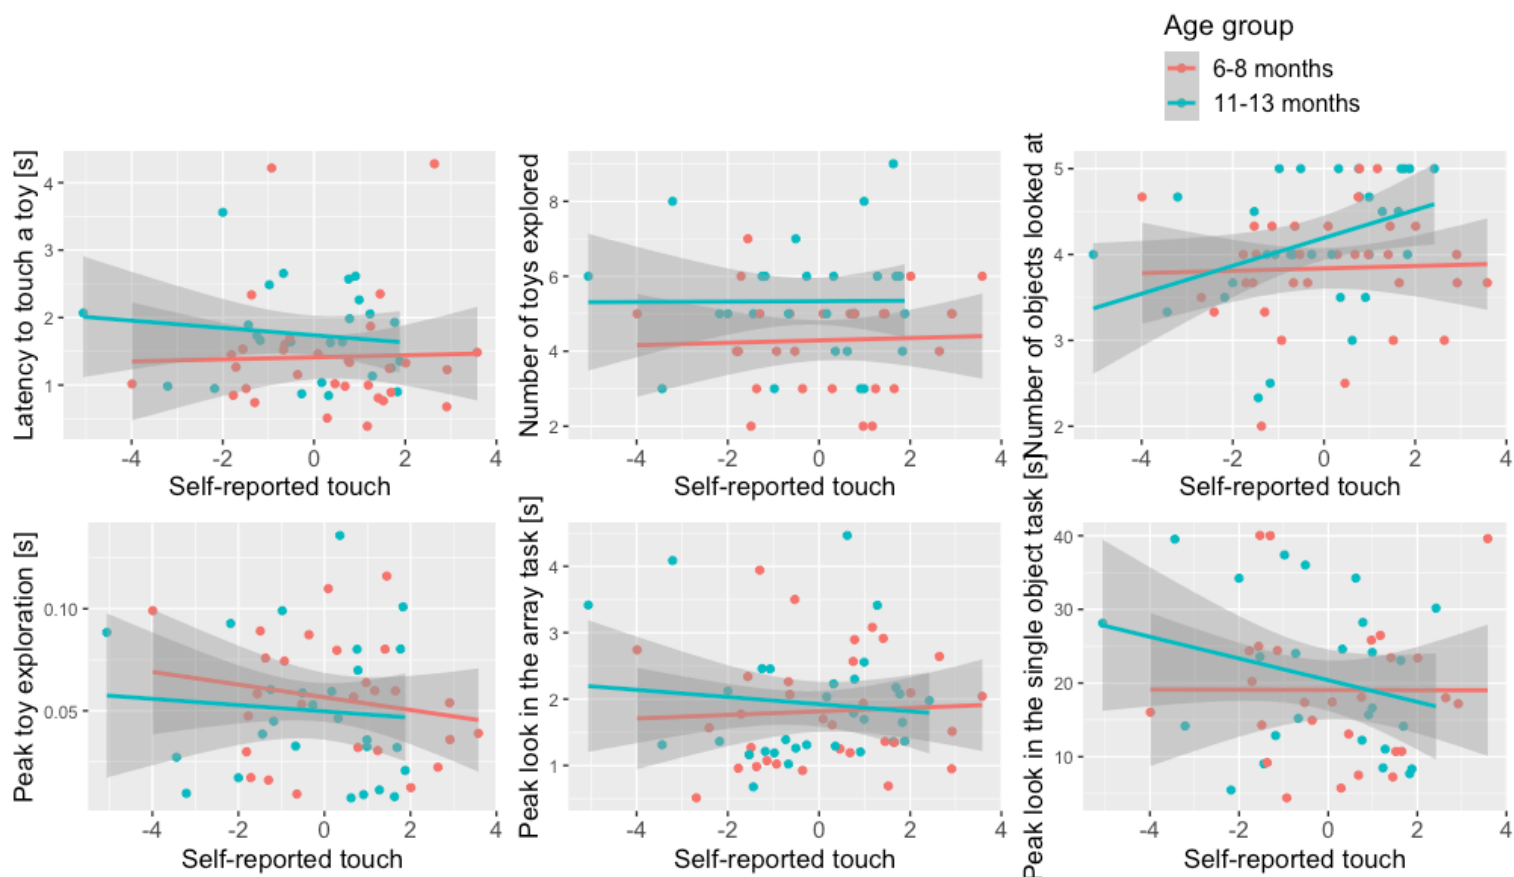 Age group
6-8 months
11-13 months
Latency to touch a toy [s]
4
3
2
1
-4 -2 0 2 4
Self-reported touch
Number of toys explored
8
6
4
2
-4 -2 0 2 4
Self-reported touch
Number of objects looked at
5
4
3
2
-4 -2 0 2 4
Self-reported touch
Peak toy exploration [s]
0.10
0.05
-4 -2 0 2 4
Self-reported touch
Peak look in the array task [s]
4
3
2
1
-4 -2 0 2 4
Self-reported touch
Peak look in the single object task [s]
40
30
20
10
-4 -2 0 2 4
Self-reported touch